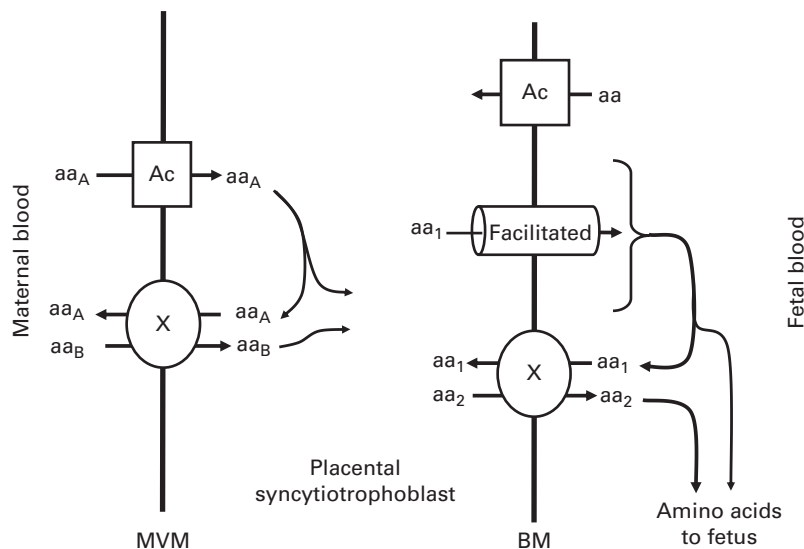 Maternal blood
aaA
Ac
aaA
aaA
X
aaA
aaB
aaB
MVM
Placental
syncytiotrophoblast
Ac
aa
aa1
Facilitated
aa1
X
aa1
aa2
aa2
BM
Amino acids
to fetus
Fetal blood